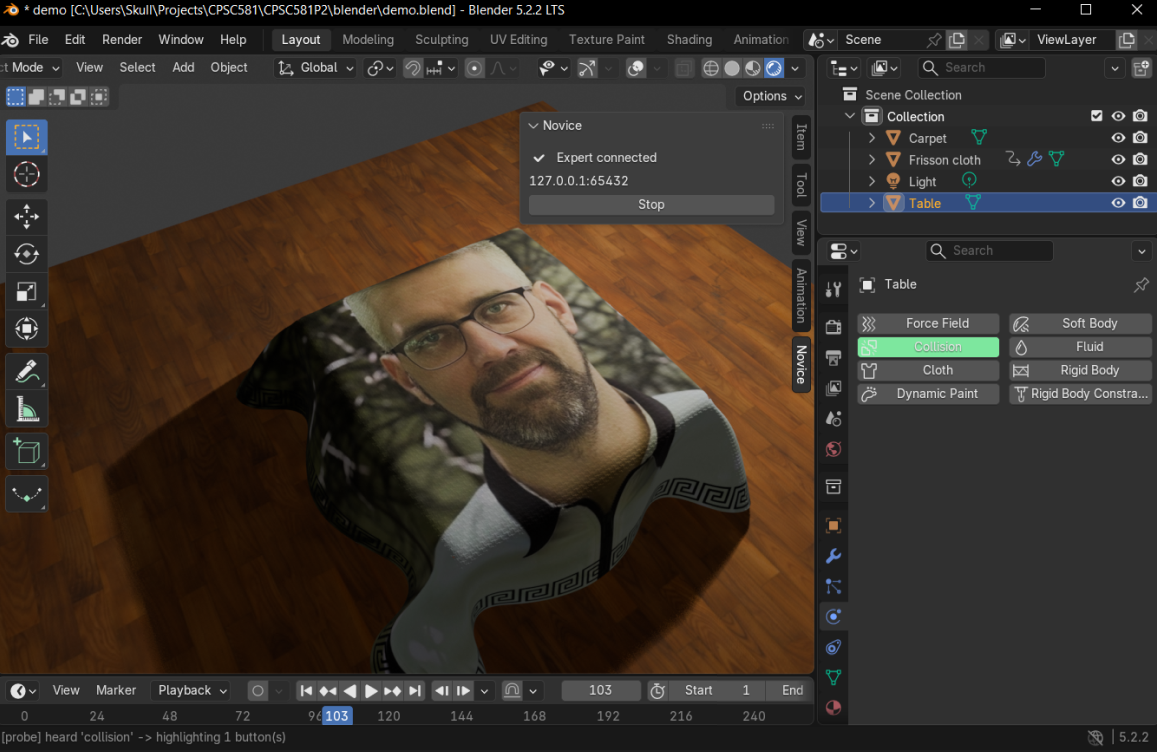 * demo [C:\Users\Skull\Projects\CPSC581\CPSC581P2\blender\demo.blend] - Blender 5.2.2 LTS
File Edit Render Window Help Layout Modeling Sculpting UV Editing Texture Paint Shading Animation Scene ViewLayer
Mode View Select Add Object Global Search
Options
Scene Collection
Collection
Carpet
Frisson cloth
Light
Table
Novice
Expert connected
127.0.0.1:65432
Stop
Item
Tool
View
Animation
Novice
Search
Table
Force Field Soft Body
Collision Fluid
Cloth Rigid Body
Dynamic Paint Rigid Body Constra...
View Marker Playback 103 Start 1 End
0 24 48 72 96 103 120 144 168 192 216 240
[probe] heard 'collision' -> highlighting 1 button(s) 5.2.2